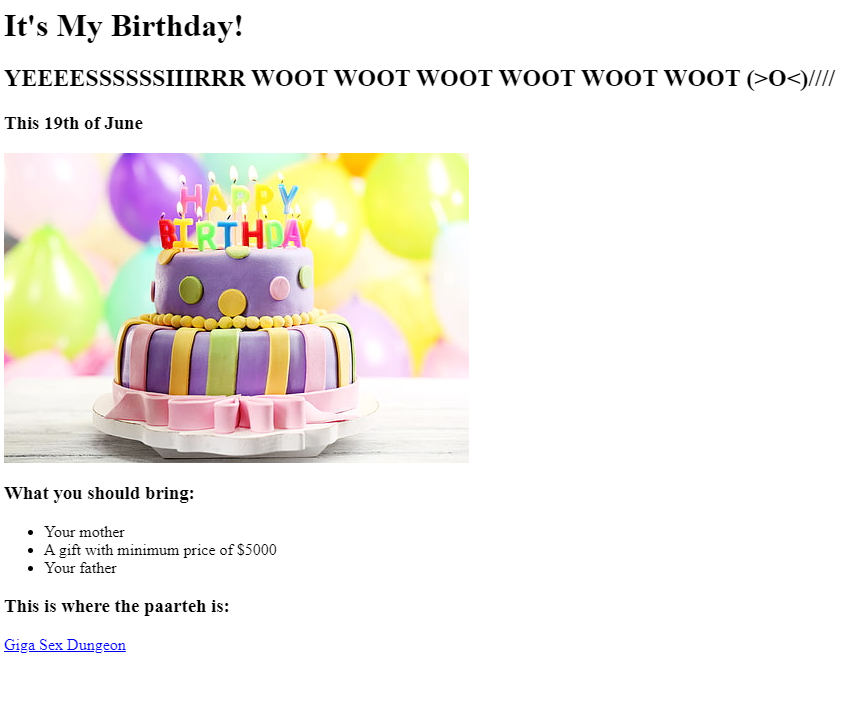 It's My Birthday!
YEEEESSSSSSIIIRRR WOOT WOOT WOOT WOOT WOOT WOOT (>O<)////
This 19th of June
HAPPY
BIRTHDAY
What you should bring:
Your mother
A gift with minimum price of $5000
Your father
This is where the paarteh is:
Giga Sex Dungeon